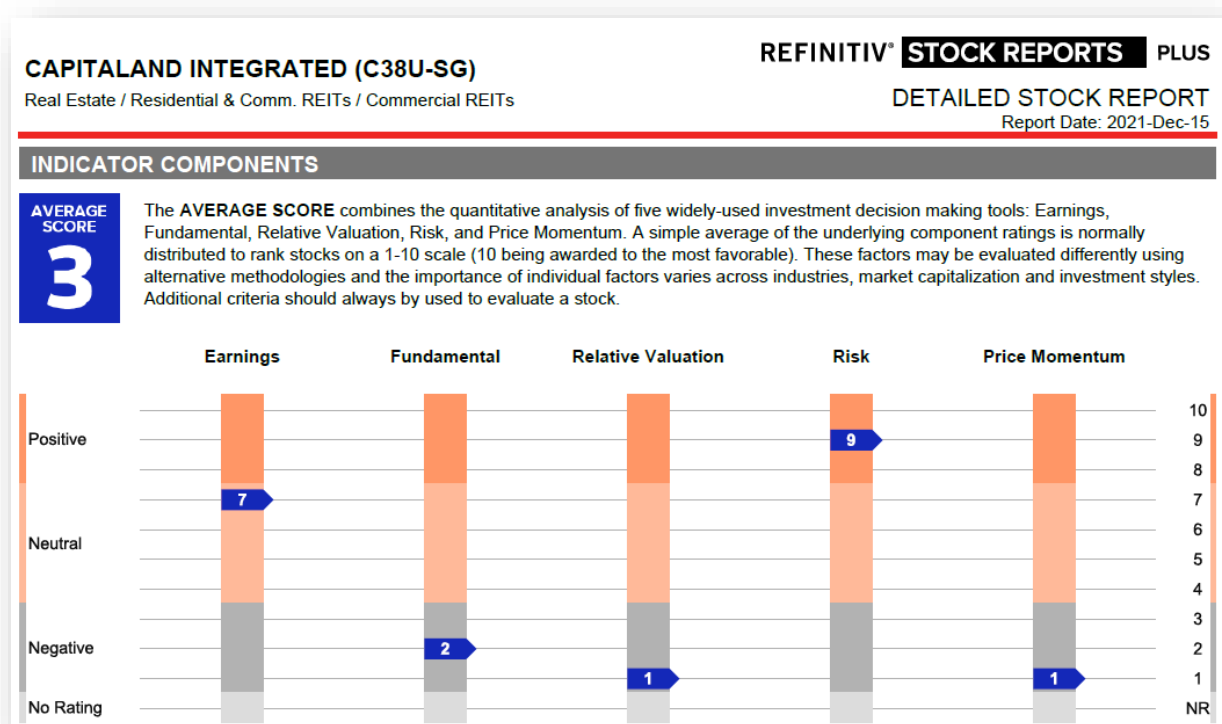 REFINITIV® STOCK REPORTS PLUS
CAPITALAND INTEGRATED (C38U-SG)
Real Estate / Residential & Comm. REITs / Commercial REITs
DETAILED STOCK REPORT
Report Date: 2021-Dec-15
INDICATOR COMPONENTS
AVERAGE
SCORE
3
The AVERAGE SCORE combines the quantitative analysis of five widely-used investment decision making tools: Earnings,
Fundamental, Relative Valuation, Risk, and Price Momentum. A simple average of the underlying component ratings is normally
distributed to rank stocks on a 1-10 scale (10 being awarded to the most favorable). These factors may be evaluated differently using
alternative methodologies and the importance of individual factors varies across industries, market capitalization and investment styles.
Additional criteria should always by used to evaluate a stock.
Earnings Fundamental Relative Valuation Risk Price Momentum
10
Positive 9 9
8
7 7
6
Neutral
5
4
3
Negative 2 2
1 1 1
No Rating NR